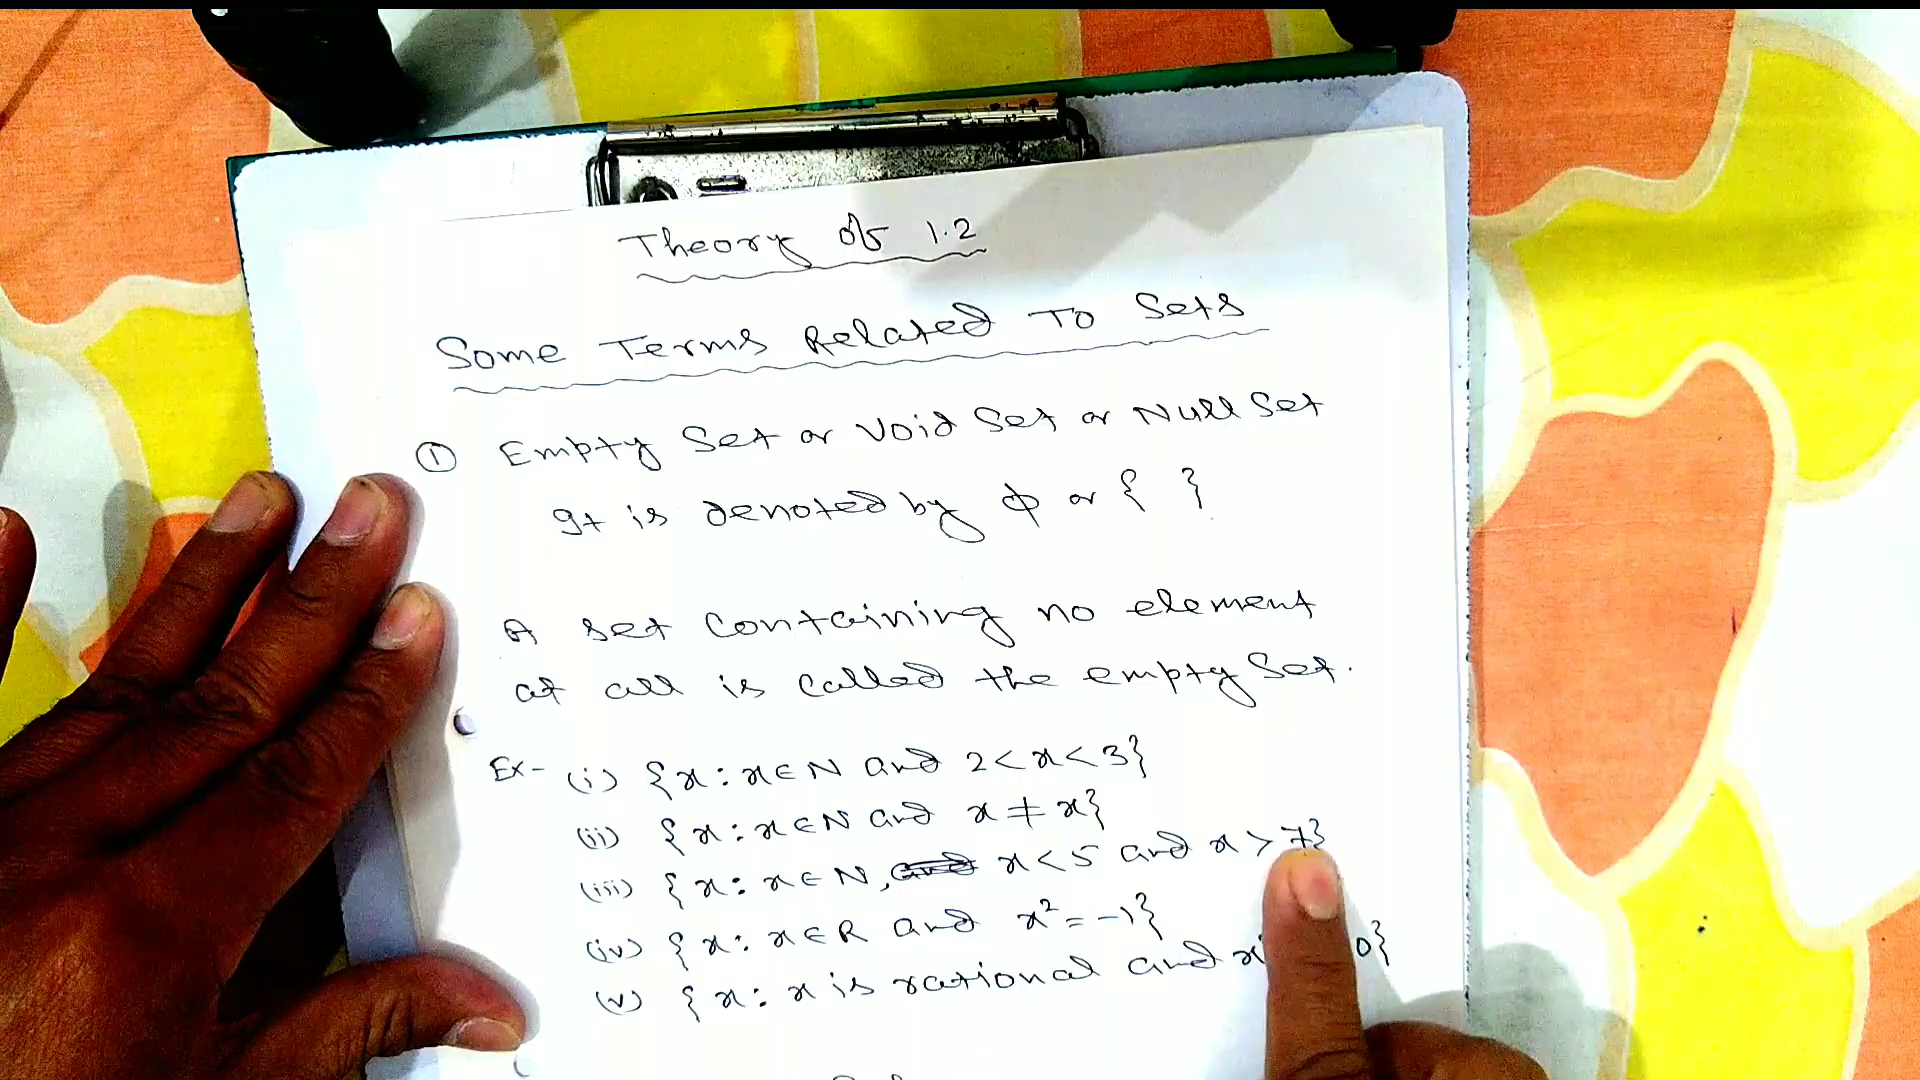 Theory of 1.2
Some Terms Related To Sets
① Empty Set or Void Set or Null Set
It is denoted by φ or { }
A set containing no element
at all is called the empty set.
Ex- (i) {x : x ∈ N and 2 < x < 3}
(ii) {x : x ∈ N and x ≠ x}
(iii) {x : x ∈ N, x < 5 and x > 7}
(iv) {x : x ∈ R and x² = -1}
(v) {x : x is rational and x 0}